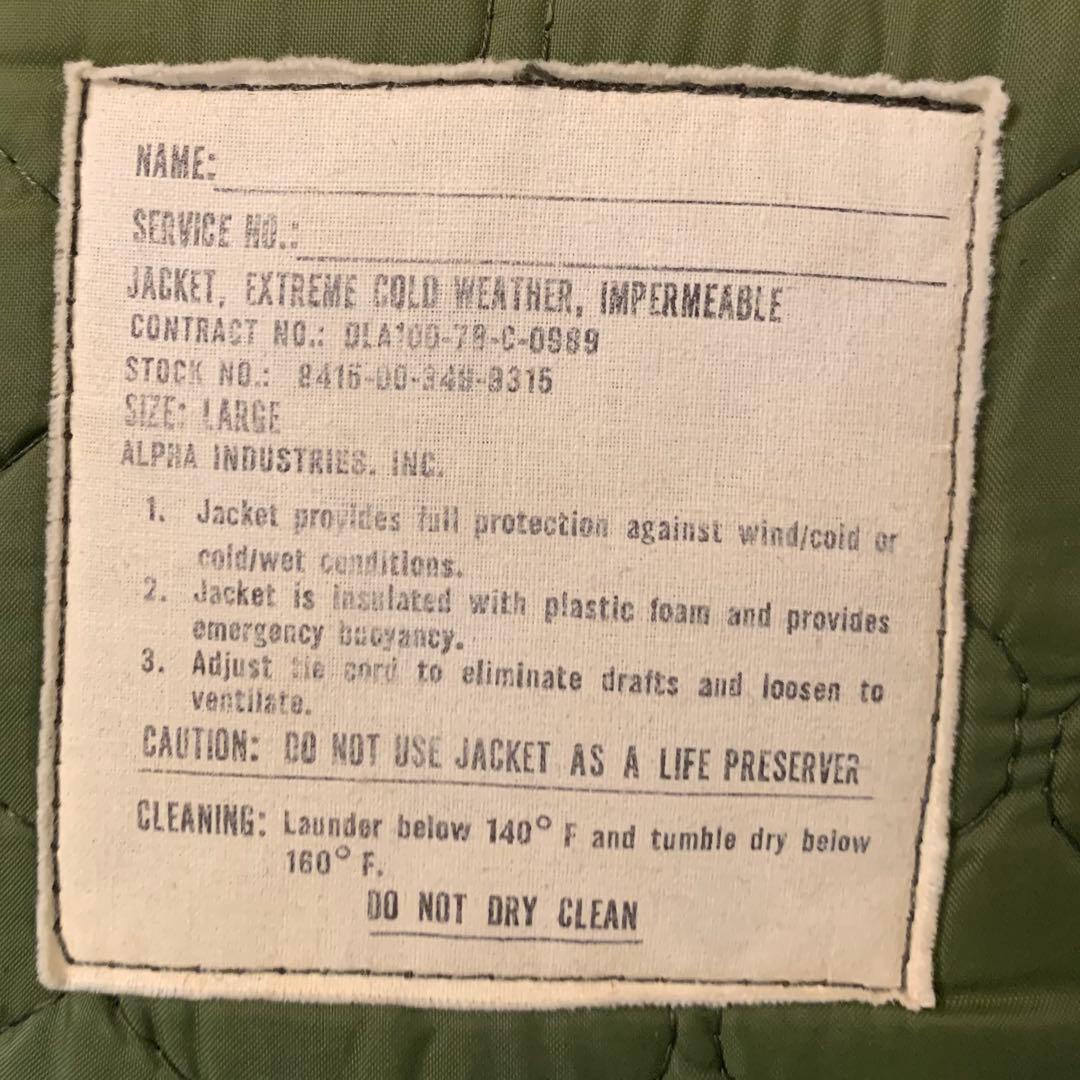 NAME:
SERVICE NO.:
JACKET, EXTREME COLD WEATHER, IMPERMEABLE
CONTRACT NO.: DLA100-78-C-0989
STOCK NO.: 8415-00-349-9315
SIZE: LARGE
ALPHA INDUSTRIES, INC.
1. Jacket provides full protection against wind/cold or
cold/wet conditions.
2. Jacket is insulated with plastic foam and provides
emergency buoyancy.
3. Adjust tie cord to eliminate drafts and loosen to
ventilate.
CAUTION: DO NOT USE JACKET AS A LIFE PRESERVER
CLEANING: Launder below 140° F and tumble dry below
160° F.
DO NOT DRY CLEAN